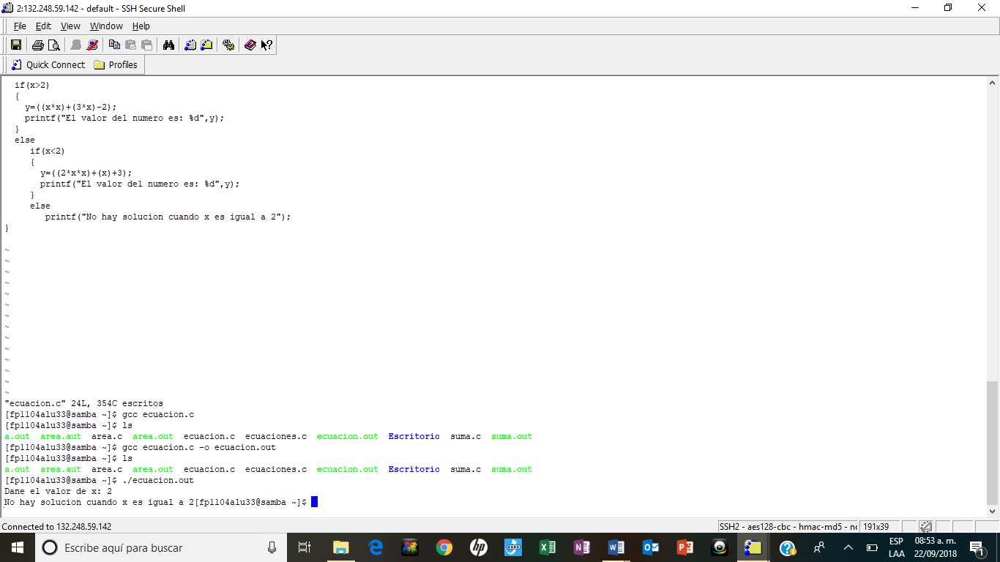 2:132.248.59.142 - default - SSH Secure Shell
File Edit View Window Help
Quick Connect Profiles
if(x>2)
{
y=((x*x)+(3*x)-2);
printf("El valor del numero es: %d",y);
}
else
if(x<2)
{
y=((2*x*x)+(x)+3);
printf("El valor del numero es: %d",y);
}
else
printf("No hay solucion cuando x es igual a 2");
}
~
~
~
~
~
~
~
~
~
~
~
~
~
~
"ecuacion.c" 24L, 354C escritos
[fp1104alu33@samba ~]$ gcc ecuacion.c
[fp1104alu33@samba ~]$ ls
a.out area.aut area.c area.out ecuacion.c ecuaciones.c ecuacion.out Escritorio suma.c suma.out
[fp1104alu33@samba ~]$ gcc ecuacion.c -o ecuacion.out
[fp1104alu33@samba ~]$ ls
a.out area.aut area.c area.out ecuacion.c ecuaciones.c ecuacion.out Escritorio suma.c suma.out
[fp1104alu33@samba ~]$ ./ecuacion.out
Dane el valor de x: 2
No hay solucion cuando x es igual a 2[fp1104alu33@samba ~]$
Connected to 132.248.59.142 SSH2 - aes128-cbc - hmac-md5 - nc 191x39
Escribe aquí para buscar
ESP 08:53 a. m.
LAA 22/09/2018
1